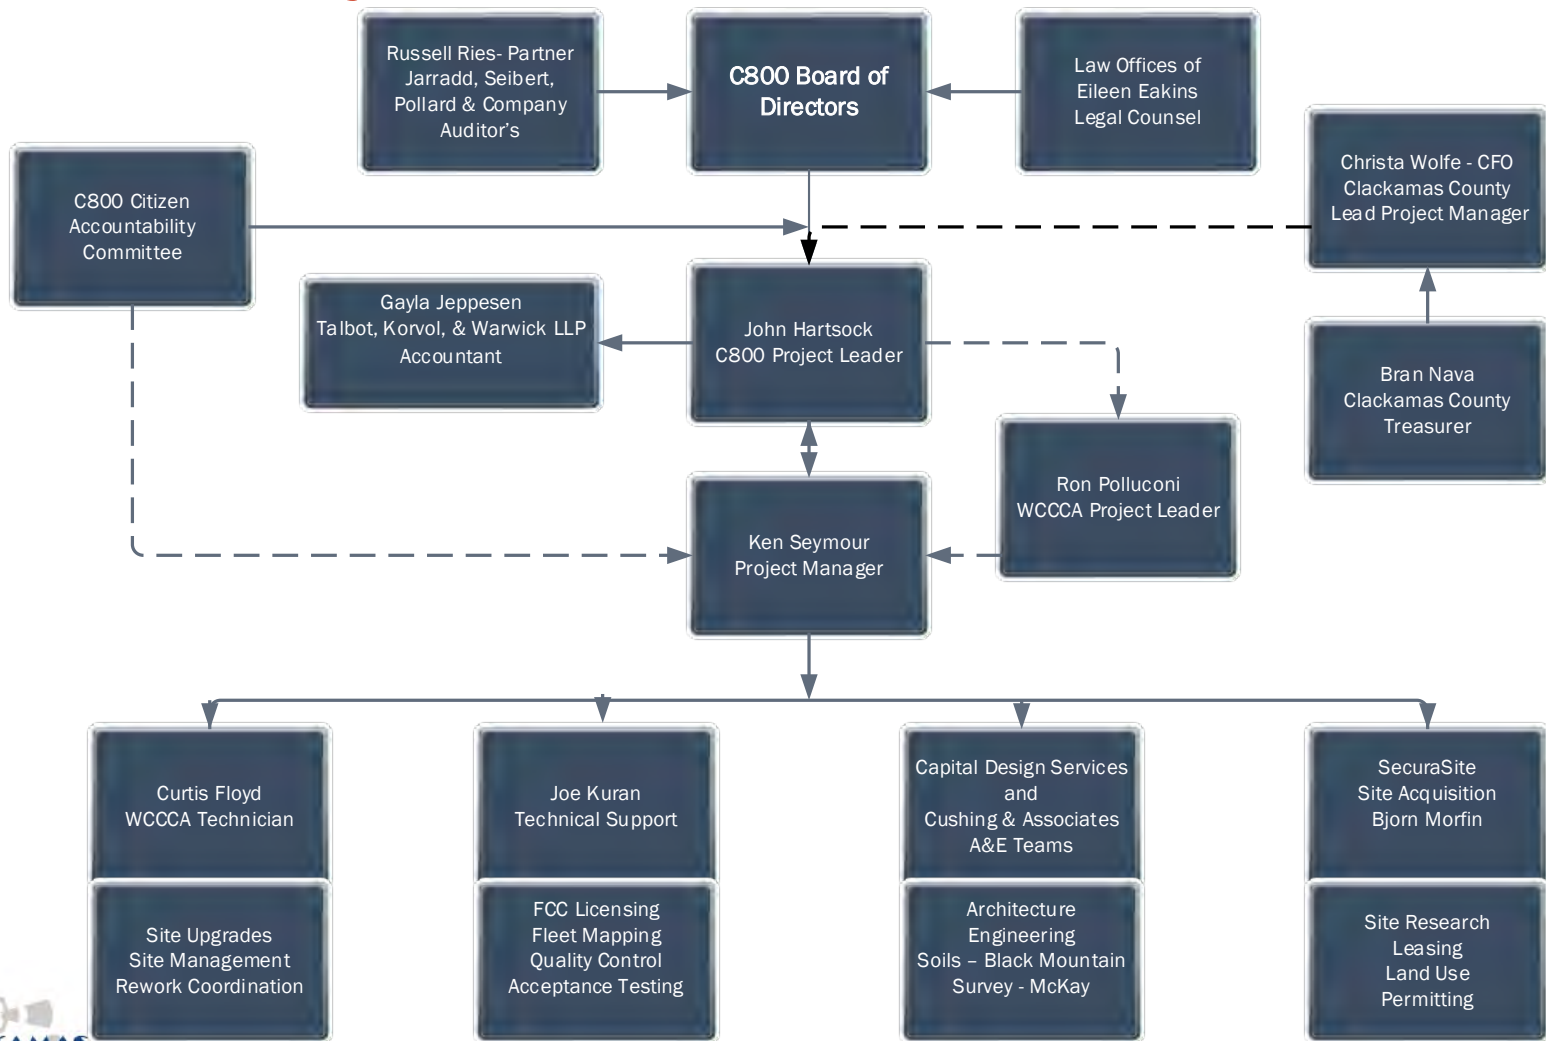 Russell Ries- Partner
Jarradd, Seibert,
Pollard & Company
Auditor's
C800 Board of
Directors
Law Offices of
Eileen Eakins
Legal Counsel
Christa Wolfe - CFO
Clackamas County
Lead Project Manager
C800 Citizen
Accountability
Committee
Gayla Jeppesen
Talbot, Korvol, & Warwick LLP
Accountant
John Hartsock
C800 Project Leader
Bran Nava
Clackamas County
Treasurer
Ron Polluconi
WCCCA Project Leader
Ken Seymour
Project Manager
Curtis Floyd
WCCCA Technician
Joe Kuran
Technical Support
Capital Design Services
and
Cushing & Associates
A&E Teams
SecuraSite
Site Acquisition
Bjorn Morfin
Site Upgrades
Site Management
Rework Coordination
FCC Licensing
Fleet Mapping
Quality Control
Acceptance Testing
Architecture
Engineering
Soils – Black Mountain
Survey - McKay
Site Research
Leasing
Land Use
Permitting